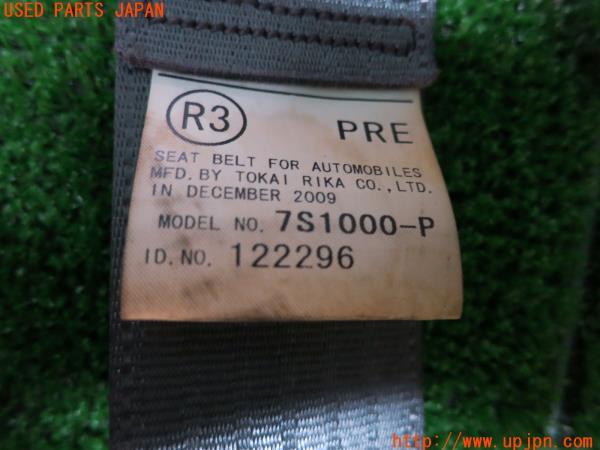 USED PARTS JAPAN
R3 PRE
SEAT BELT FOR AUTOMOBILES
MFD. BY TOKAI RIKA CO., LTD.
IN DECEMBER 2009
MODEL NO. 7S1000-P
ID. NO. 122296
http://www.upjpn.com